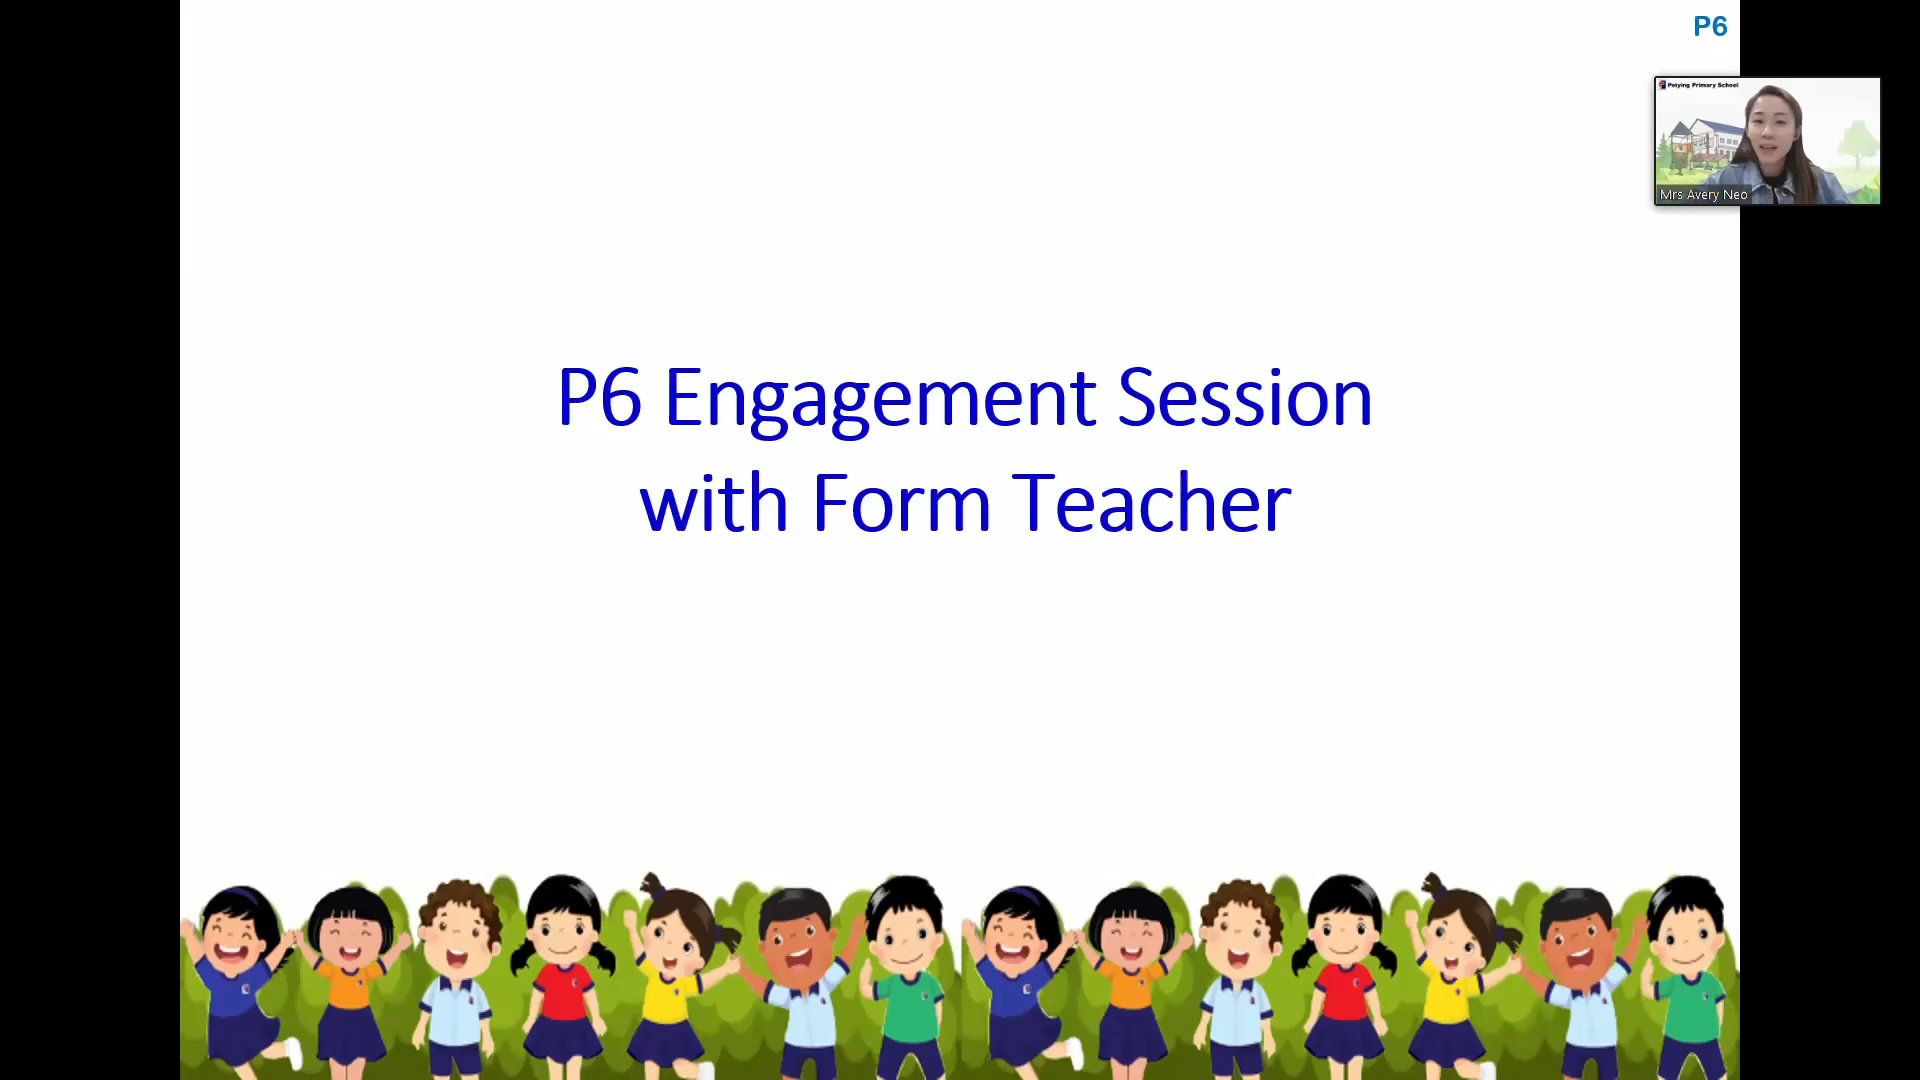 P6
Peiying Primary School
Mrs Avery Neo
P6 Engagement Session
with Form Teacher